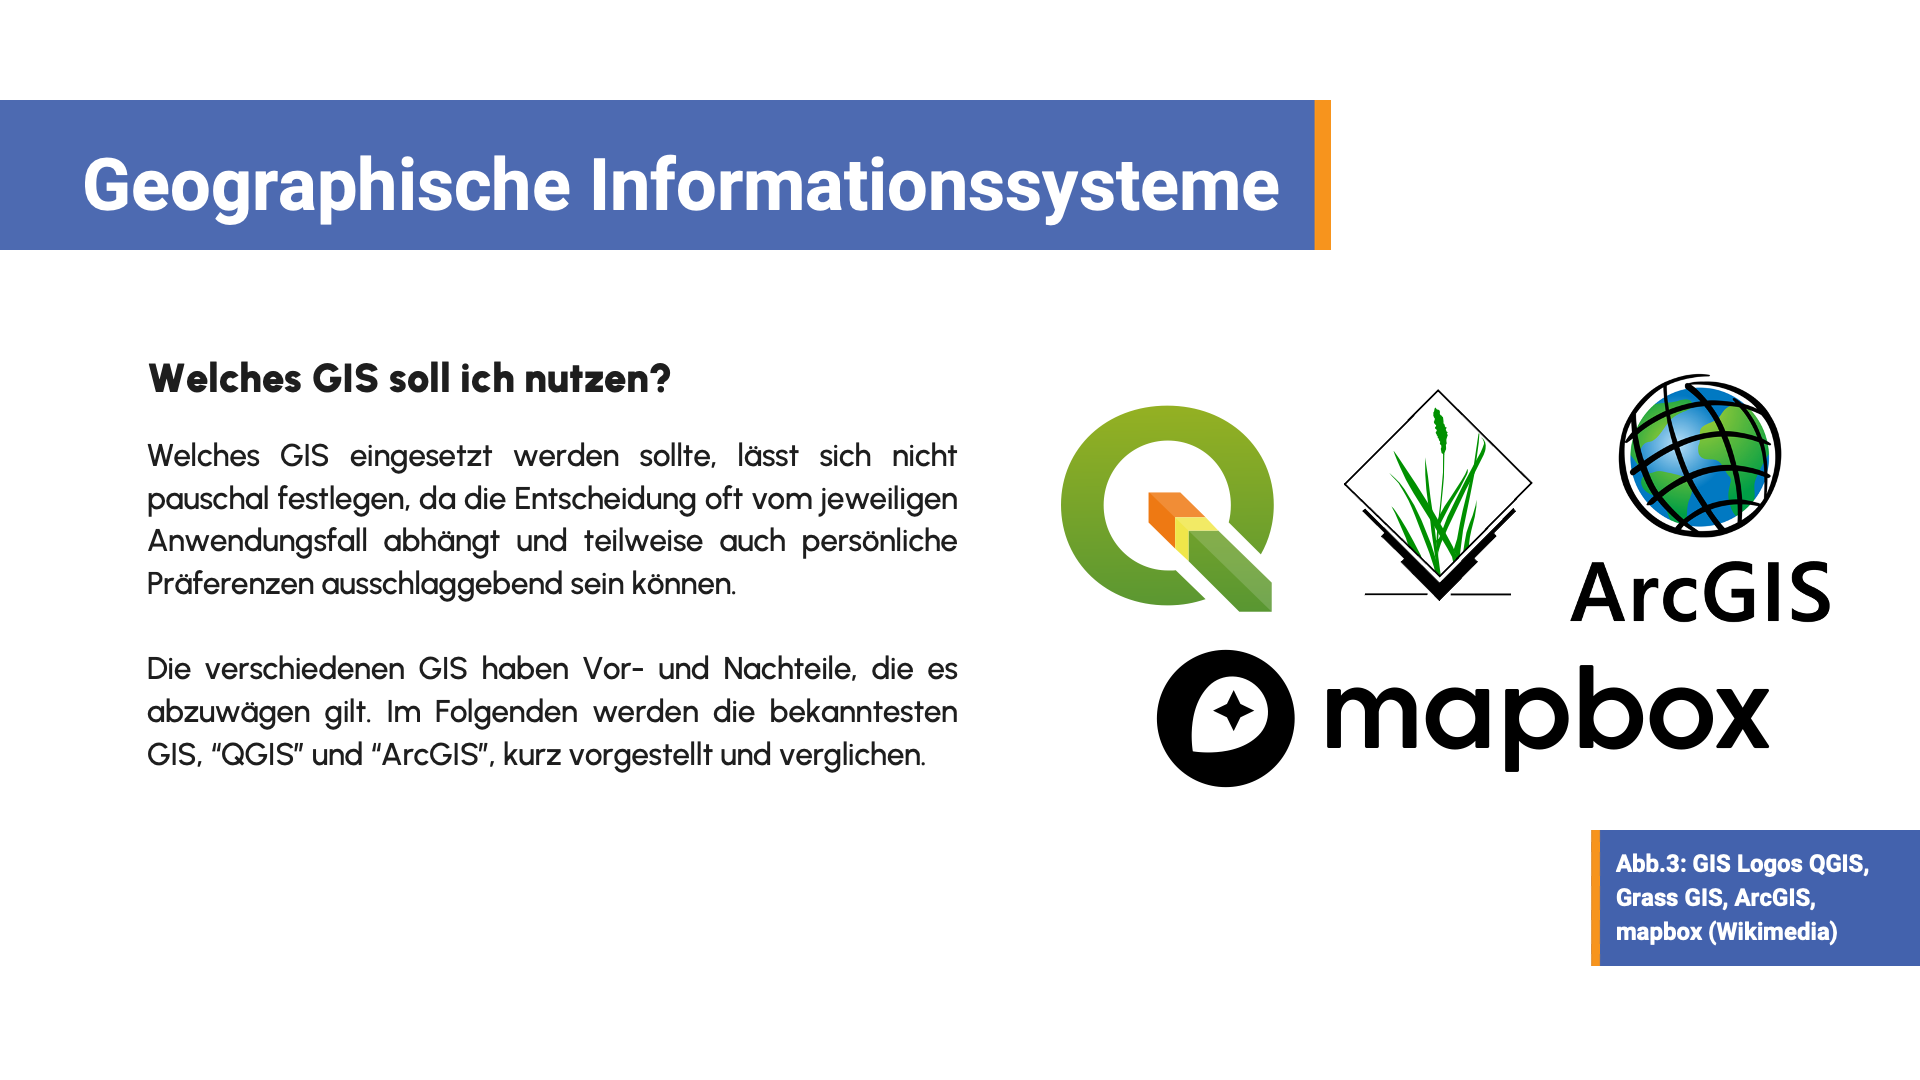 Geographische Informationssysteme
Welches GIS soll ich nutzen?
Welches GIS eingesetzt werden sollte, lässt sich nicht
pauschal festlegen, da die Entscheidung oft vom jeweiligen
Anwendungsfall abhängt und teilweise auch persönliche
Präferenzen ausschlaggebend sein können.
Die verschiedenen GIS haben Vor- und Nachteile, die es
abzuwägen gilt. Im Folgenden werden die bekanntesten
GIS, “QGIS” und “ArcGIS”, kurz vorgestellt und verglichen.
ArcGIS
mapbox
Abb.3: GIS Logos QGIS,
Grass GIS, ArcGIS,
mapbox (Wikimedia)